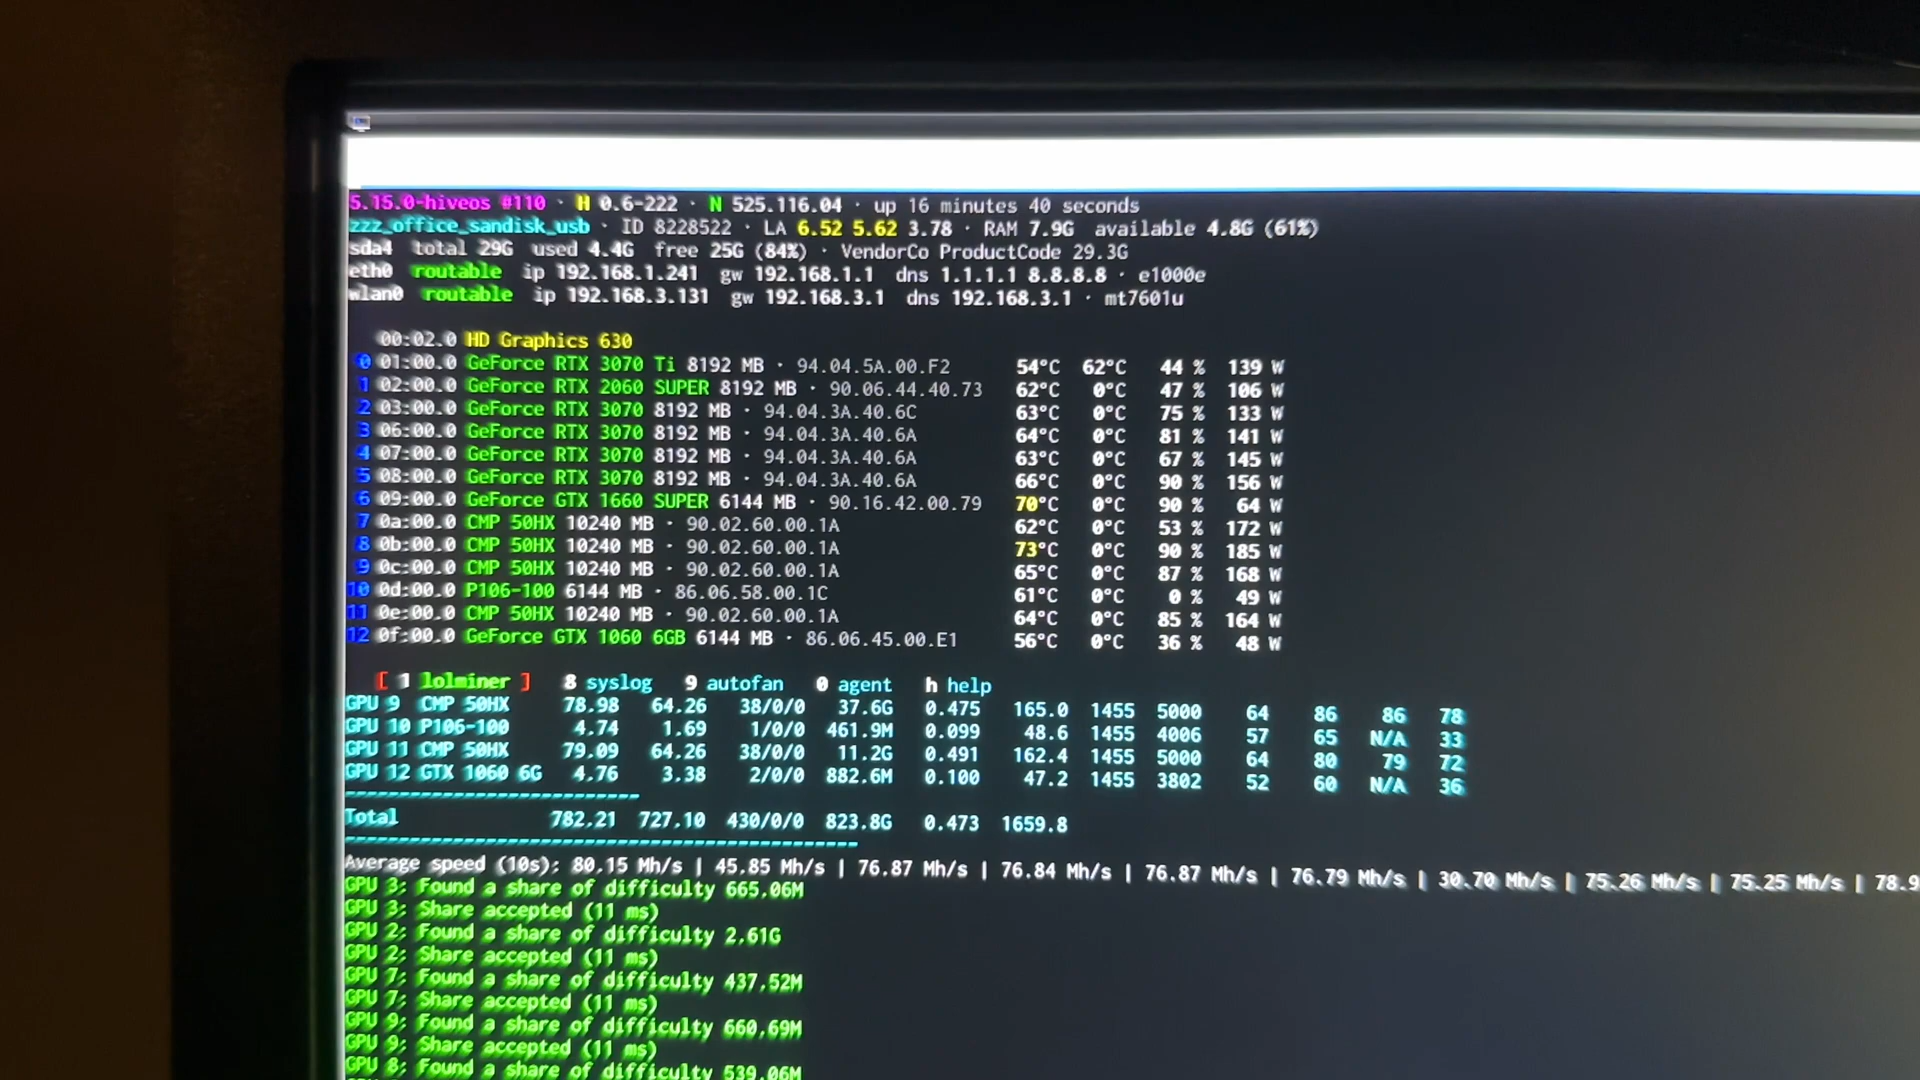 5.15.0-hiveos #110 · H 0.6-222 · N 525.116.04 · up 16 minutes 40 seconds
zzz_office_sandisk_usb · ID 8228522 · LA 6.52 5.62 3.78 · RAM 7.9G available 4.8G (61%)
sda4 total 29G used 4.4G free 25G (84%) · VendorCo ProductCode 29.3G
eth0 routable ip 192.168.1.241 gw 192.168.1.1 dns 1.1.1.1 8.8.8.8 · e1000e
wlan0 routable ip 192.168.3.131 gw 192.168.3.1 dns 192.168.3.1 · mt7601u
00:02.0 HD Graphics 630
0 01:00.0 GeForce RTX 3070 Ti 8192 MB · 94.04.5A.00.F2 54°C 62°C 44 % 139 W
1 02:00.0 GeForce RTX 2060 SUPER 8192 MB · 90.06.44.40.73 62°C 0°C 47 % 106 W
2 03:00.0 GeForce RTX 3070 8192 MB · 94.04.3A.40.6C 63°C 0°C 75 % 133 W
3 06:00.0 GeForce RTX 3070 8192 MB · 94.04.3A.40.6A 64°C 0°C 81 % 141 W
4 07:00.0 GeForce RTX 3070 8192 MB · 94.04.3A.40.6A 63°C 0°C 67 % 145 W
5 08:00.0 GeForce RTX 3070 8192 MB · 94.04.3A.40.6A 66°C 0°C 90 % 156 W
6 09:00.0 GeForce GTX 1660 SUPER 6144 MB · 90.16.42.00.79 70°C 0°C 90 % 64 W
7 0a:00.0 CMP 50HX 10240 MB · 90.02.60.00.1A 62°C 0°C 53 % 172 W
8 0b:00.0 CMP 50HX 10240 MB · 90.02.60.00.1A 73°C 0°C 90 % 185 W
9 0c:00.0 CMP 50HX 10240 MB · 90.02.60.00.1A 65°C 0°C 87 % 168 W
10 0d:00.0 P106-100 6144 MB · 86.06.58.00.1C 61°C 0°C 0 % 49 W
11 0e:00.0 CMP 50HX 10240 MB · 90.02.60.00.1A 64°C 0°C 85 % 164 W
12 0f:00.0 GeForce GTX 1060 6GB 6144 MB · 86.06.45.00.E1 56°C 0°C 36 % 48 W
[ 1 lolminer ] 8 syslog 9 autofan 0 agent h help
GPU 9 CMP 50HX 78.98 64.26 38/0/0 37.6G 0.475 165.0 1455 5000 64 86 86 78
GPU 10 P106-100 4.74 1.69 1/0/0 461.9M 0.099 48.6 1455 4006 57 65 N/A 33
GPU 11 CMP 50HX 79.09 64.26 38/0/0 11.2G 0.491 162.4 1455 5000 64 80 79 72
GPU 12 GTX 1060 6G 4.76 3.38 2/0/0 882.6M 0.100 47.2 1455 3802 52 60 N/A 36
---------------------------
Total 782.21 727.10 430/0/0 823.8G 0.473 1659.8
-----------------------------------------------
Average speed (10s): 80.15 Mh/s | 45.85 Mh/s | 76.87 Mh/s | 76.84 Mh/s | 76.87 Mh/s | 76.79 Mh/s | 30.70 Mh/s | 75.26 Mh/s | 75.25 Mh/s | 78.9
GPU 3: Found a share of difficulty 665.06M
GPU 3: Share accepted (11 ms)
GPU 2: Found a share of difficulty 2.61G
GPU 2: Share accepted (11 ms)
GPU 7: Found a share of difficulty 437.52M
GPU 7: Share accepted (11 ms)
GPU 9: Found a share of difficulty 660.69M
GPU 9: Share accepted (11 ms)
GPU 8: Found a share of difficulty 539.06M